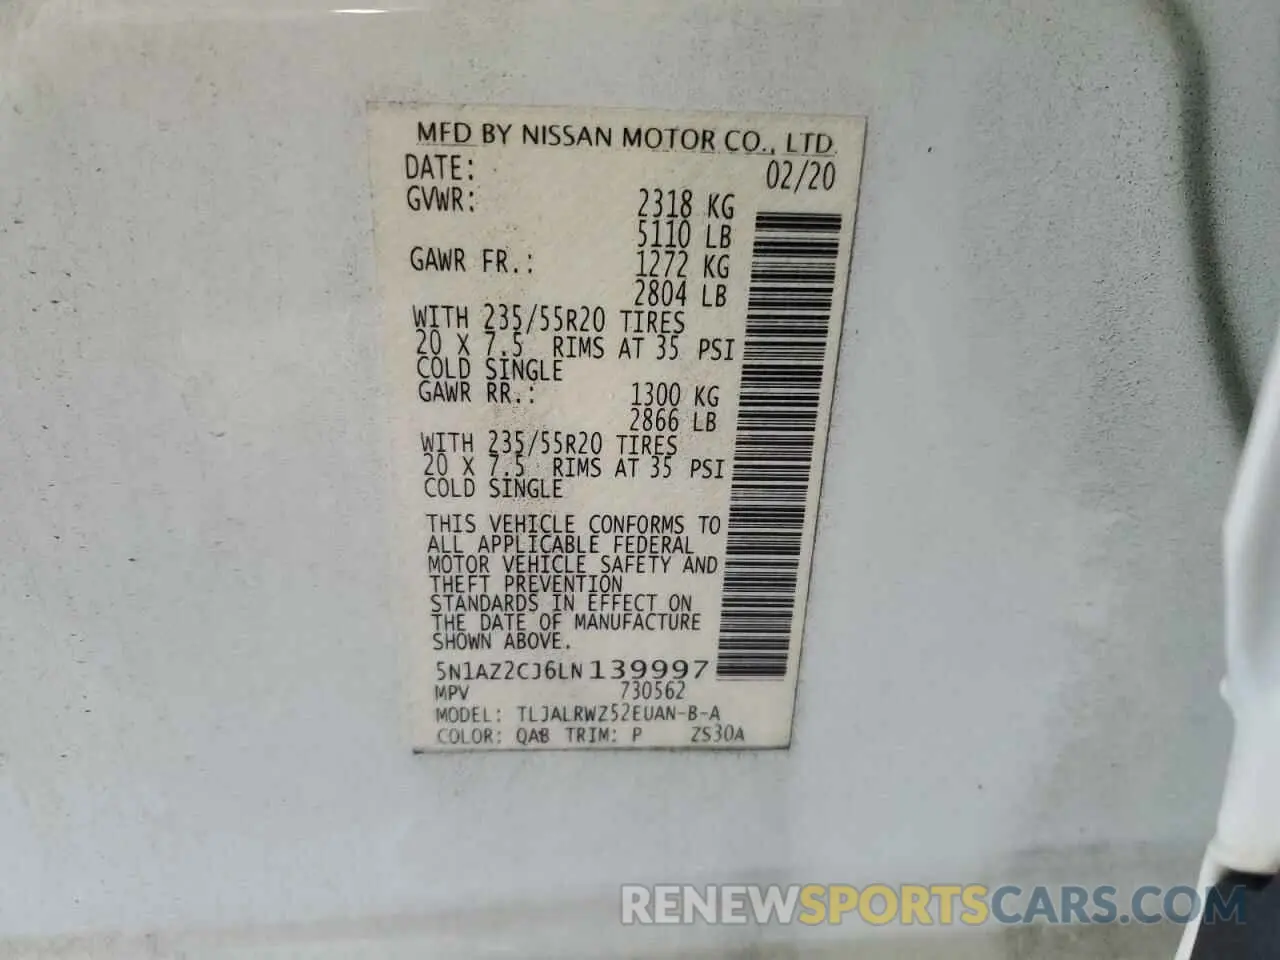 MFD BY NISSAN MOTOR CO., LTD.
DATE: 02/20
GVWR: 2318 KG
5110 LB
GAWR FR.: 1272 KG
2804 LB
WITH 235/55R20 TIRES
20 X 7.5 RIMS AT 35 PSI
COLD SINGLE
GAWR RR.: 1300 KG
2866 LB
WITH 235/55R20 TIRES
20 X 7.5 RIMS AT 35 PSI
COLD SINGLE
THIS VEHICLE CONFORMS TO
ALL APPLICABLE FEDERAL
MOTOR VEHICLE SAFETY AND
THEFT PREVENTION
STANDARDS IN EFFECT ON
THE DATE OF MANUFACTURE
SHOWN ABOVE.
5N1AZ2CJ6LN139997
MPV 730562
MODEL: TLJALRWZ52EUAN-B-A
COLOR: QAB TRIM: P ZS30A
RENEWSPORTSCARS.COM